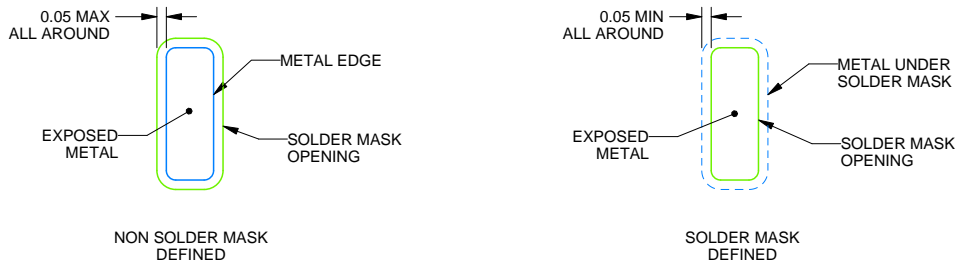 0.05 MAX
ALL AROUND
METAL EDGE
EXPOSED
METAL
SOLDER MASK
OPENING
NON SOLDER MASK
DEFINED
0.05 MIN
ALL AROUND
METAL UNDER
SOLDER MASK
EXPOSED
METAL
SOLDER MASK
OPENING
SOLDER MASK
DEFINED